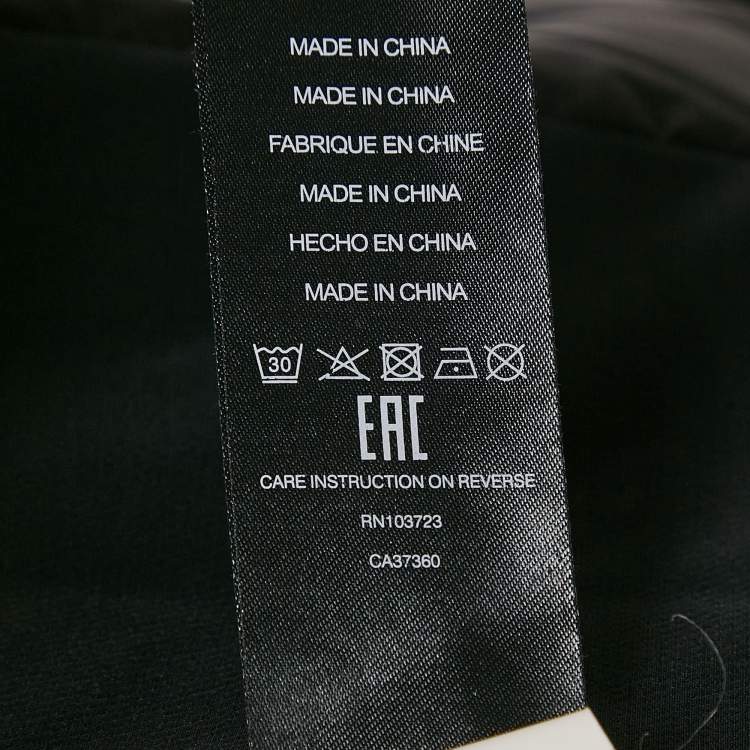 MADE IN CHINA
MADE IN CHINA
FABRIQUE EN CHINE
MADE IN CHINA
HECHO EN CHINA
MADE IN CHINA
30
EAC
CARE INSTRUCTION ON REVERSE
RN103723
CA37360